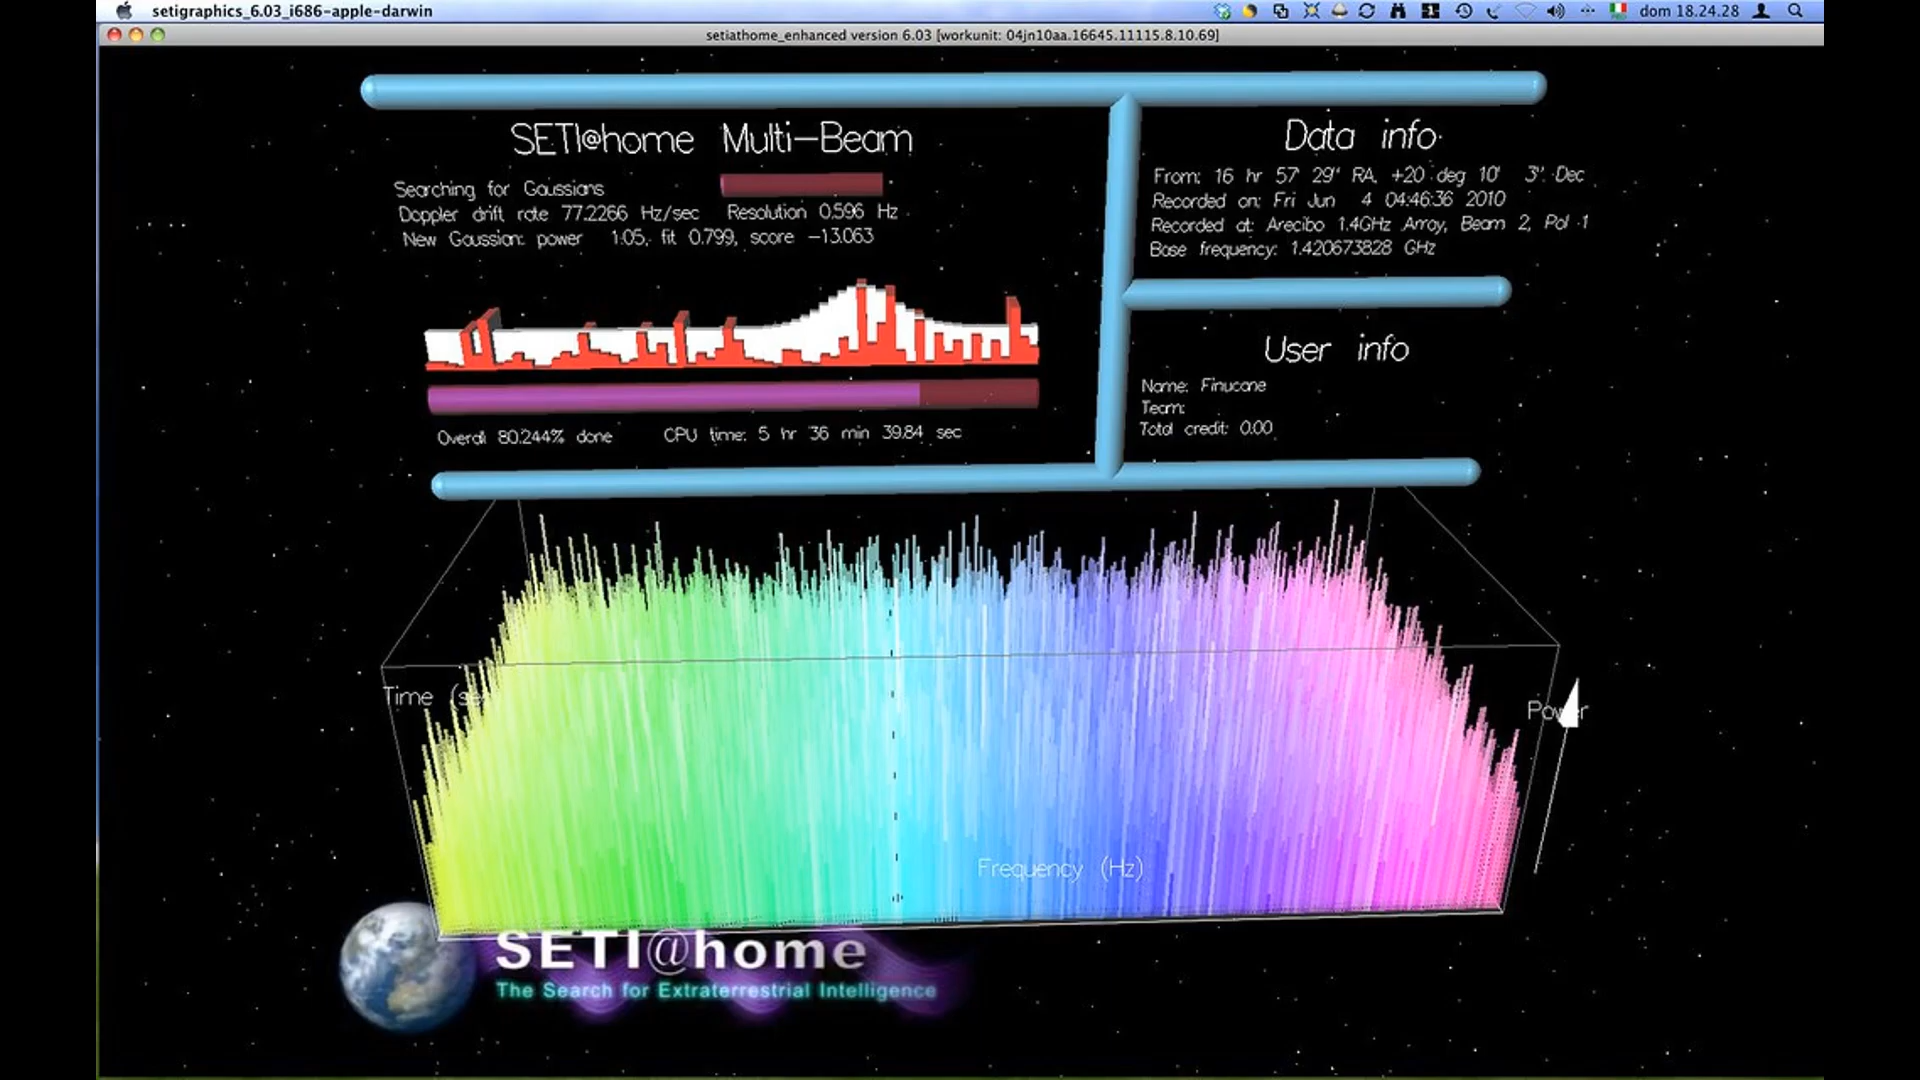 setigraphics_6.03_i686-apple-darwin
dom 18.24.28
setiathome_enhanced version 6.03 [workunit: 04jn10aa.16645.11115.8.10.69]
SETI@home Multi-Beam
Searching for Gaussians
Doppler drift rate 77.2266 Hz/sec Resolution 0.596 Hz
New Gaussian: power 1.05, fit 0.799, score -13.063
Overall 80.244% done CPU time: 5 hr 36 min 39.84 sec
Data info
From: 16 hr 57' 29" RA, +20 deg 10' 3" Dec
Recorded on: Fri Jun 4 04:46:36 2010
Recorded at: Arecibo 1.4GHz Array, Beam 2, Pol 1
Base frequency: 1.420673828 GHz
User info
Name: Finucane
Team:
Total credit: 0.00
Time
Power
Frequency (Hz)
SETI@home
The Search for Extraterrestrial Intelligence